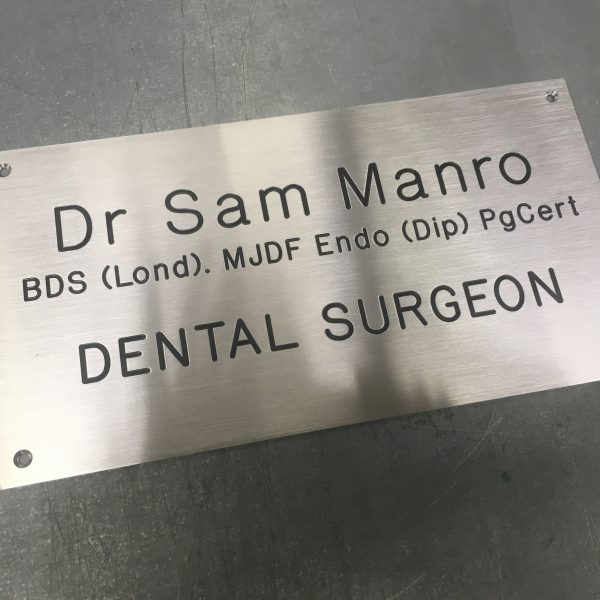 Dr Sam Manro
BDS (Lond). MJDF Endo (Dip) PgCert
DENTAL SURGEON